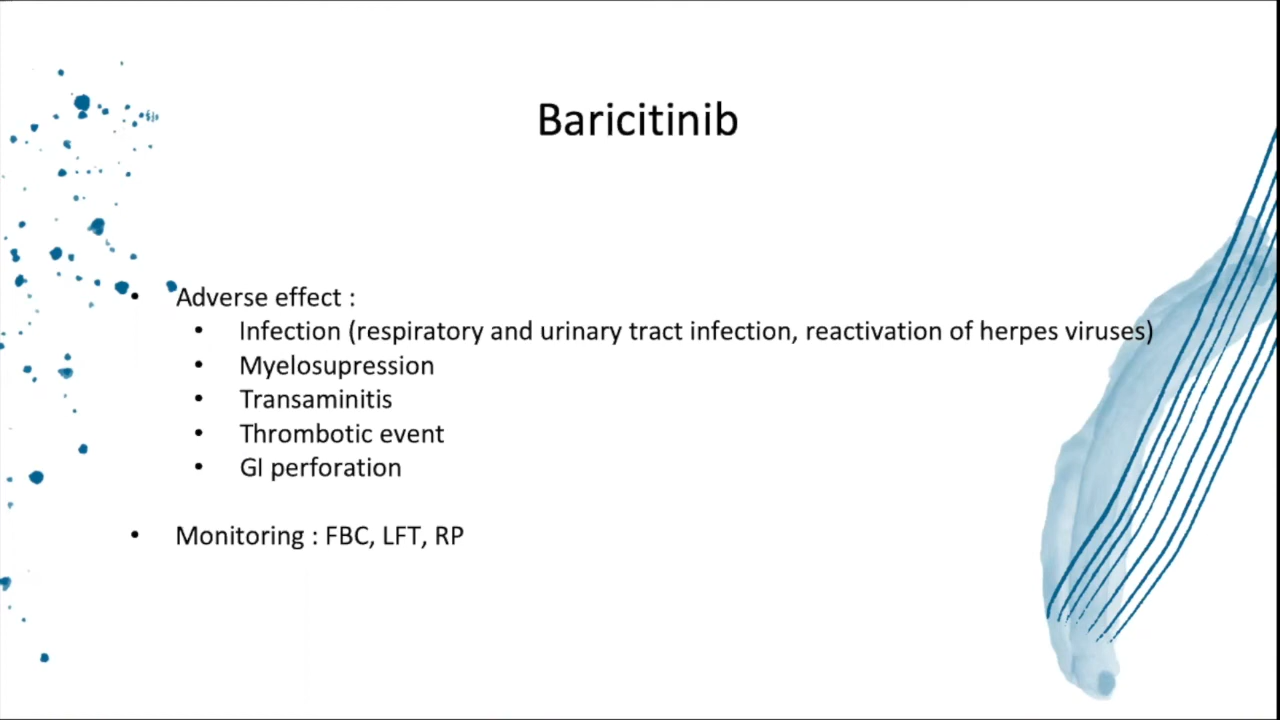 Baricitinib
• Adverse effect :
• Infection (respiratory and urinary tract infection, reactivation of herpes viruses)
• Myelosupression
• Transaminitis
• Thrombotic event
• GI perforation
• Monitoring : FBC, LFT, RP